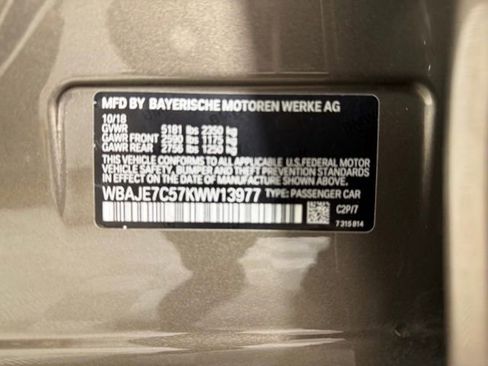 MFD BY BAYERISCHE MOTOREN WERKE AG
10/18
GVWR 5181 lbs 2350 kg
GAWR FRONT 2590 lbs 1175 kg
GAWR REAR 2750 lbs 1250 kg
THIS VEHICLE CONFORMS TO ALL APPLICABLE U.S. FEDERAL MOTOR
VEHICLE SAFETY, BUMPER AND THEFT PREVENTION STANDARDS
IN EFFECT ON THE DATE OF MANUFACTURE SHOWN ABOVE.
WBAJE7C57KWW13977 TYPE: PASSENGER CAR
C2P/7
7 315 814